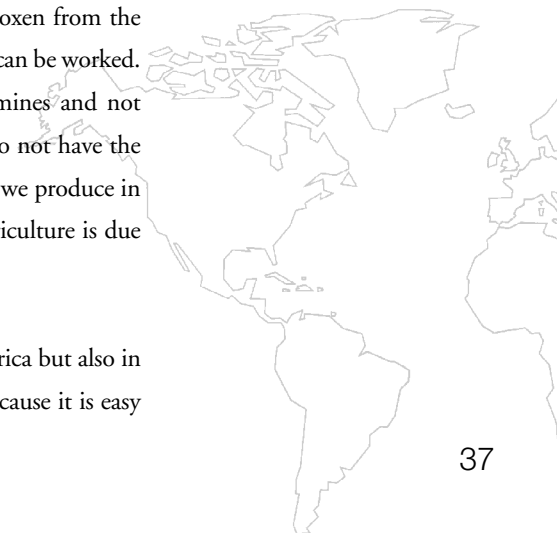 oxen from the
can be worked.
mines and not
o not have the
we produce in
iculture is due
rica but also in
cause it is easy
37